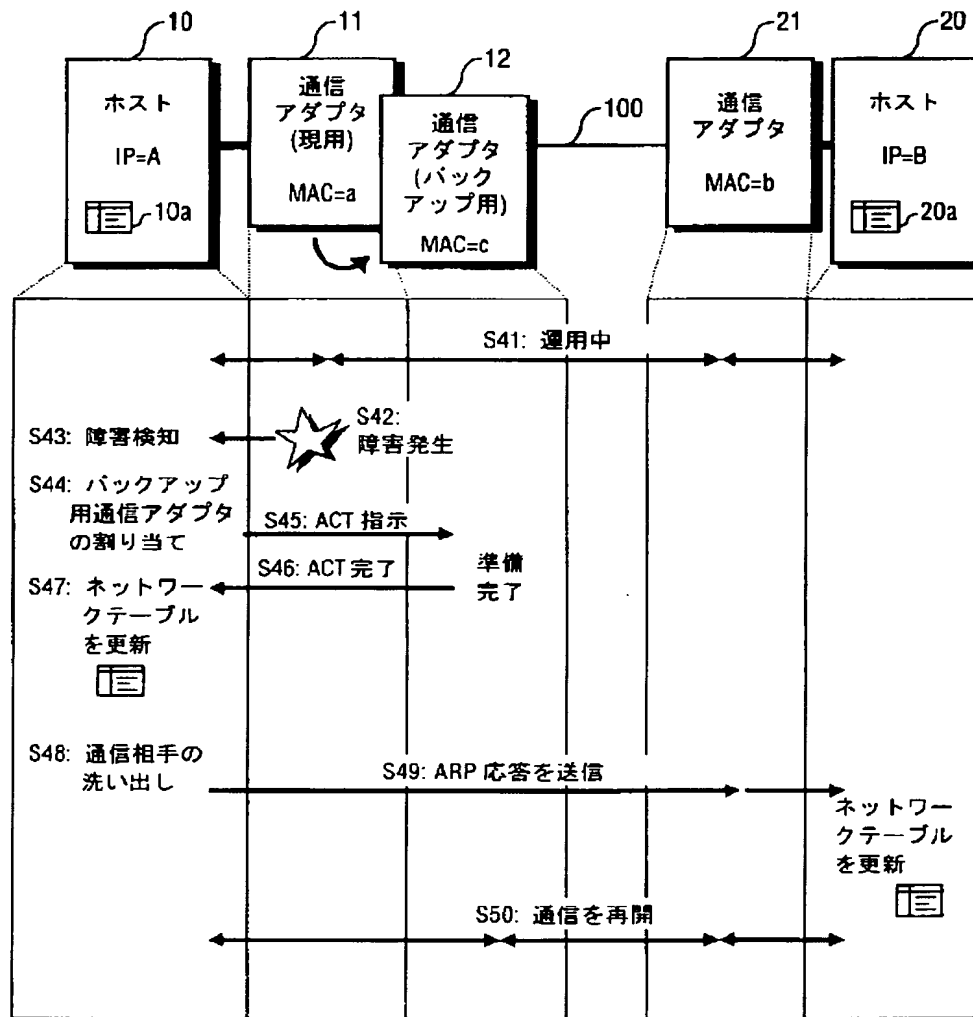 10
11
12
21
20
ホスト
IP=A
10a
通信
アダプタ
(現用)
MAC=a
通信
アダプタ
(バック
アップ用)
MAC=c
100
通信
アダプタ
MAC=b
ホスト
IP=B
20a
S41: 運用中
S42:
障害発生
S43: 障害検知
S44: バックアップ
用通信アダプタ
の割り当て
S45: ACT 指示
S46: ACT 完了
準備
完了
S47: ネットワー
クテーブル
を更新
S48: 通信相手の
洗い出し
S49: ARP 応答を送信
ネットワー
クテーブル
を更新
S50: 通信を再開